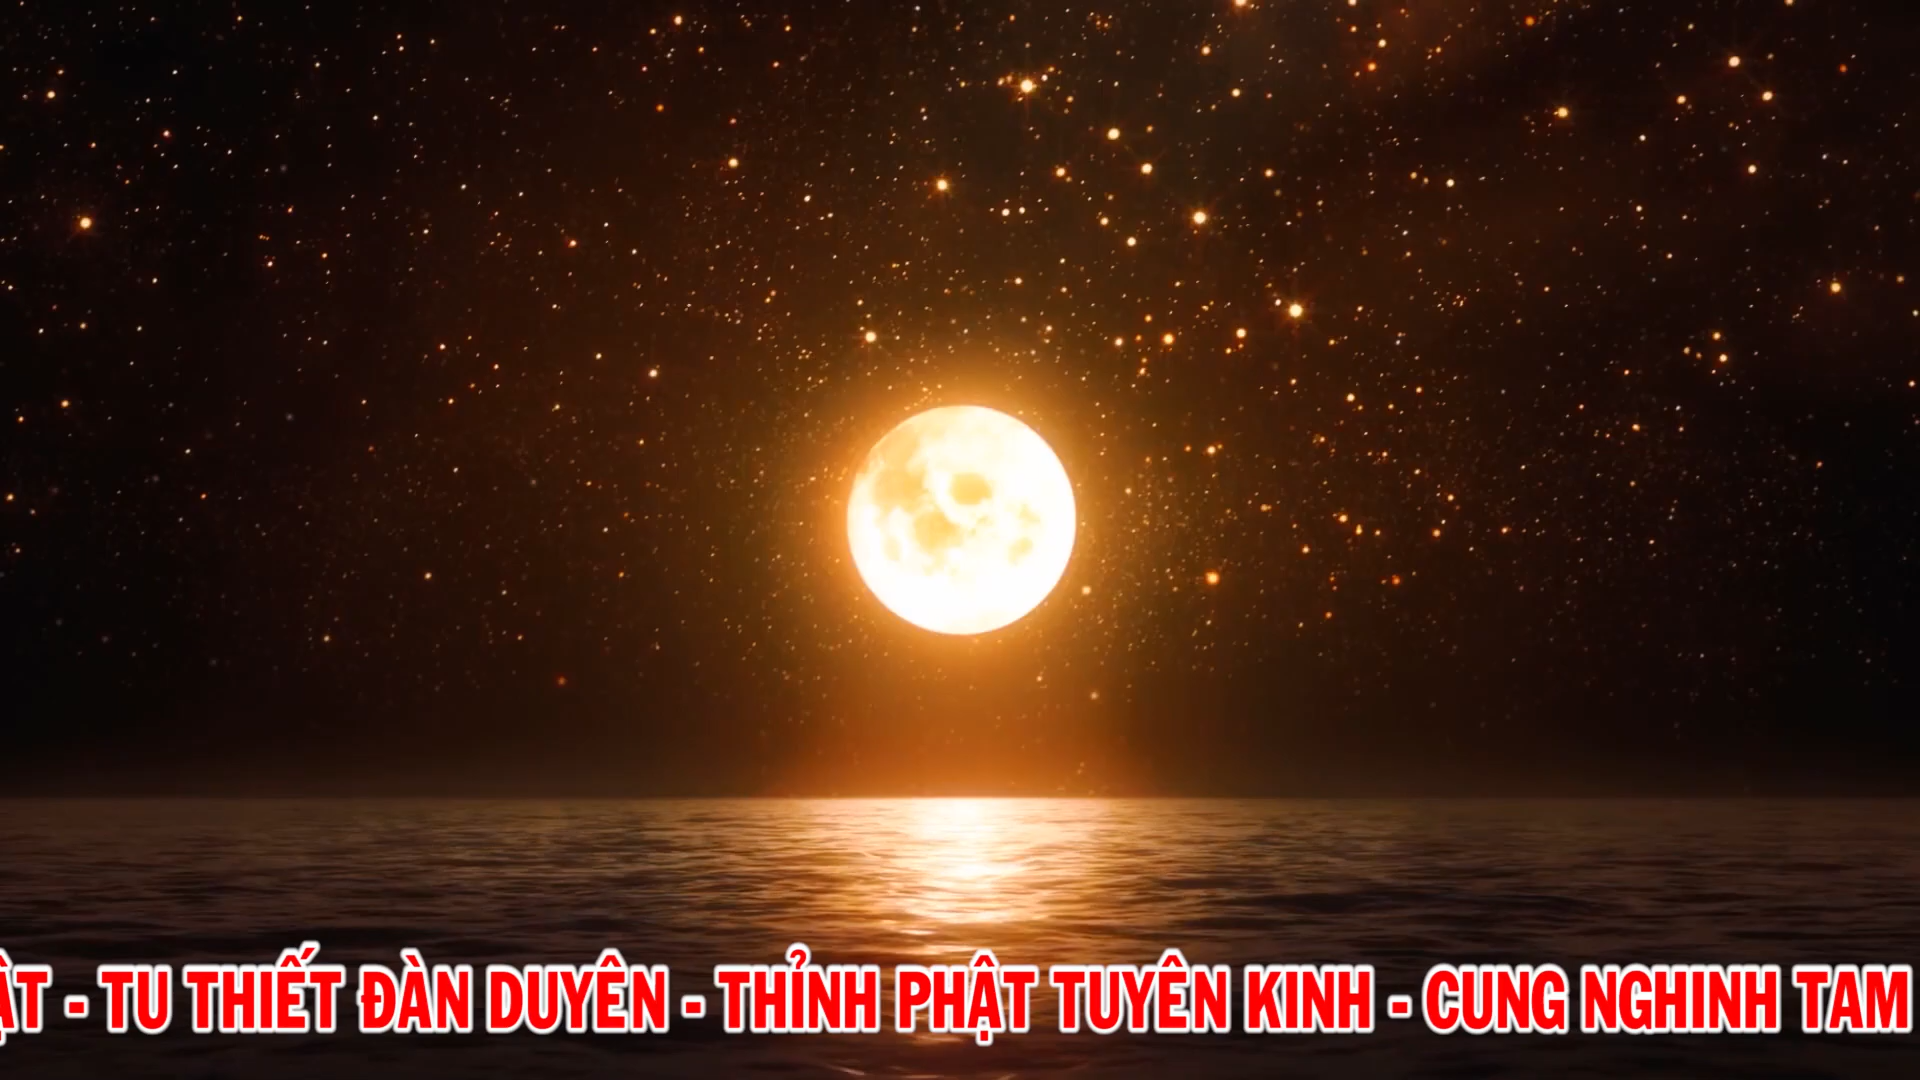 - TU THIẾT ĐÀN DUYÊN - THỈNH PHẬT TUYÊN KINH - CUNG NGHINH TAM